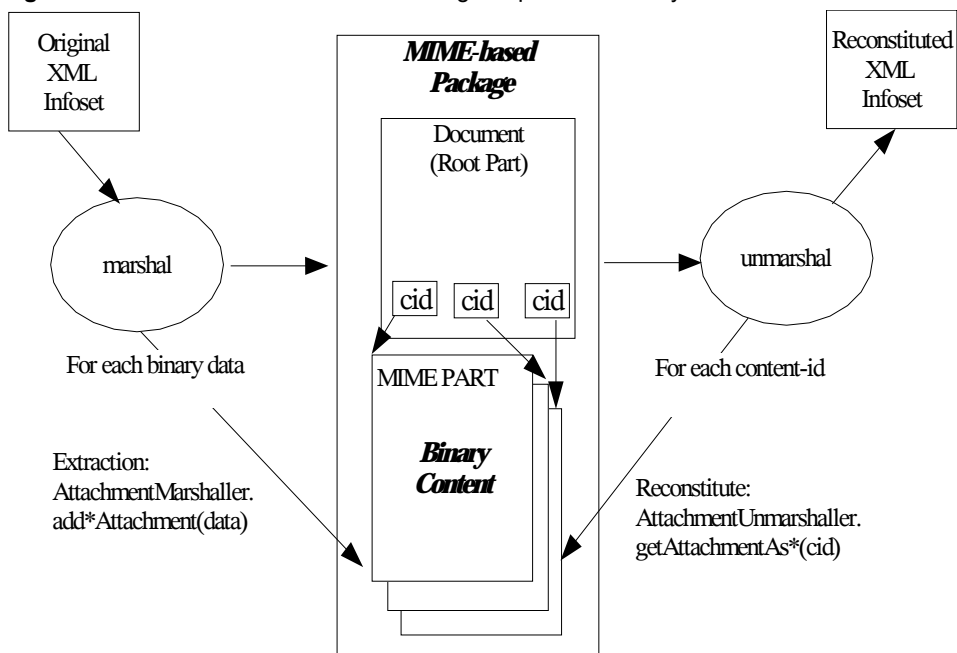 Original
XML
Infoset
MIME-based
Package
Reconstituted
XML
Infoset
Document
(Root Part)
marshal
unmarshal
cid
cid
cid
For each binary data
For each content-id
MIME PART
Binary
Content
Extraction:
AttachmentMarshaller.
add*Attachment(data)
Reconstitute:
AttachmentUnmarshaller.
getAttachmentAs*(cid)